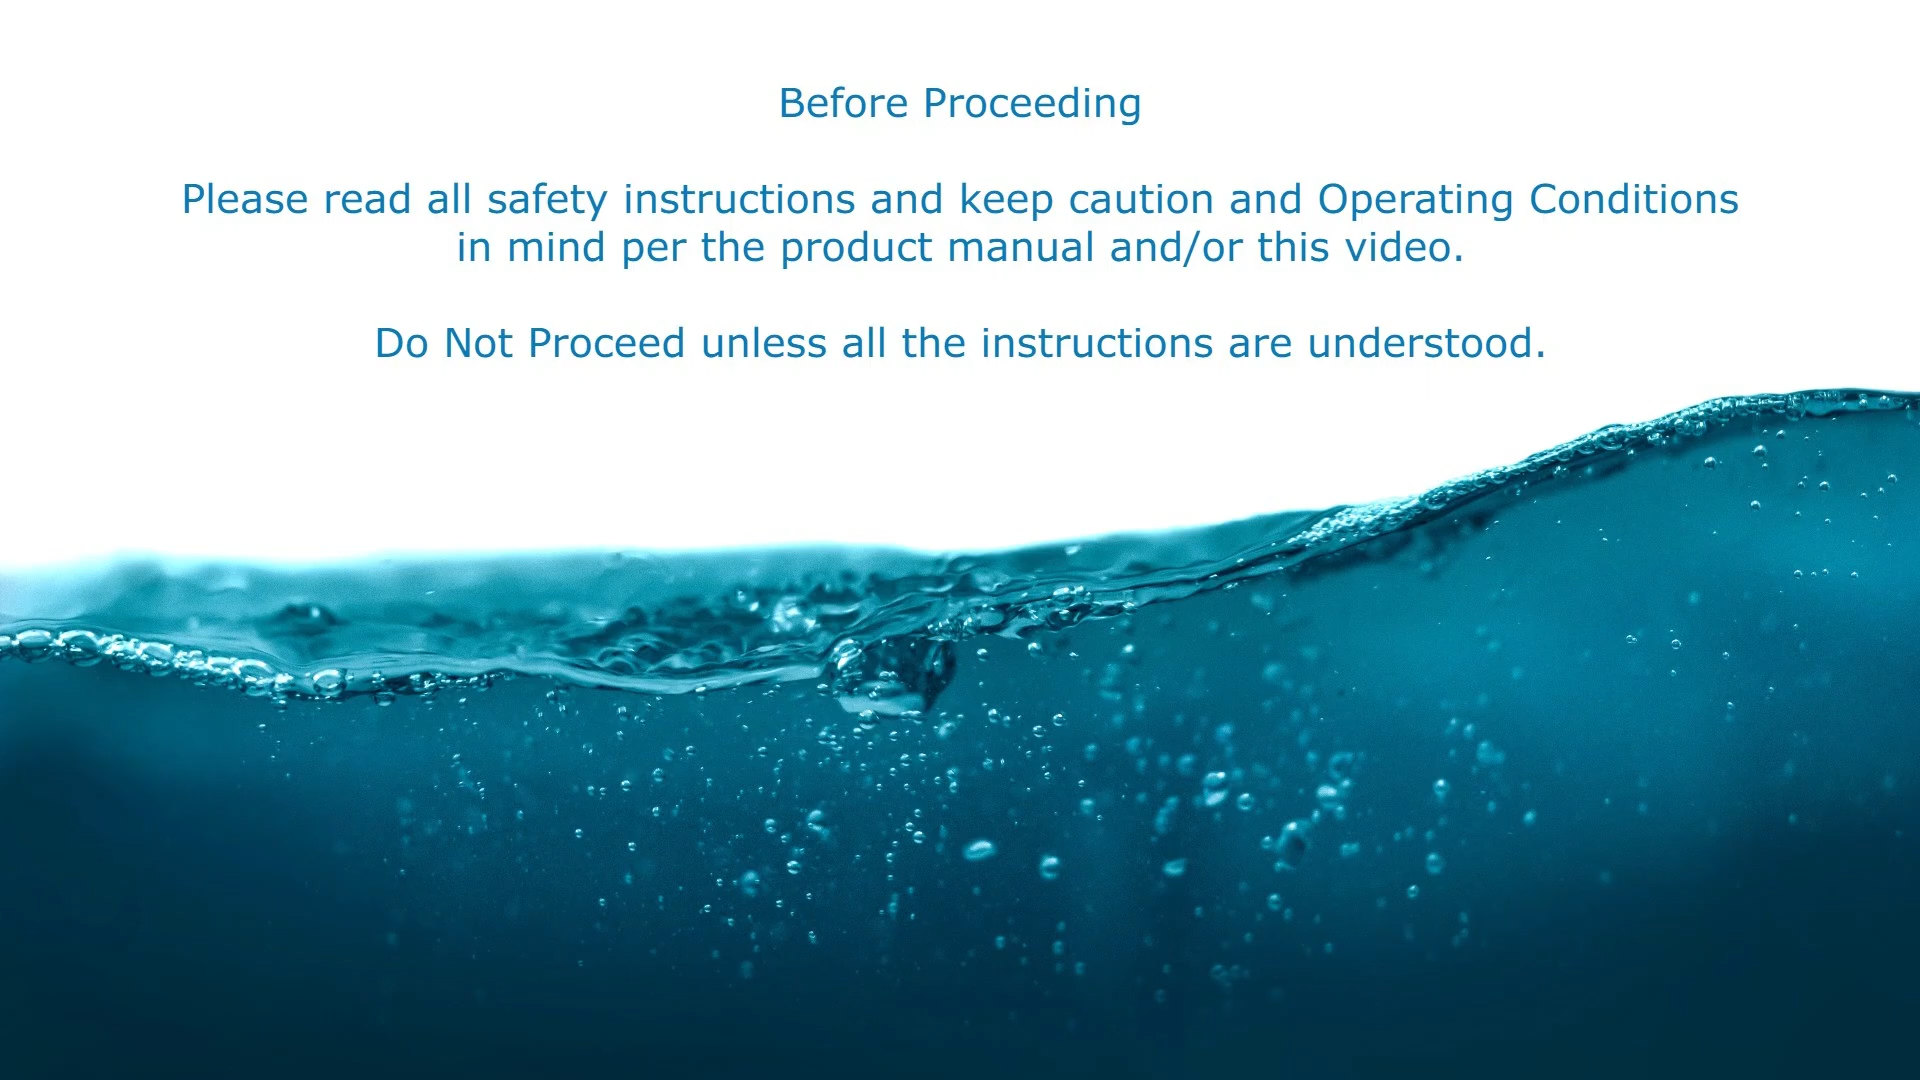 Before Proceeding
Please read all safety instructions and keep caution and Operating Conditions
in mind per the product manual and/or this video.
Do Not Proceed unless all the instructions are understood.